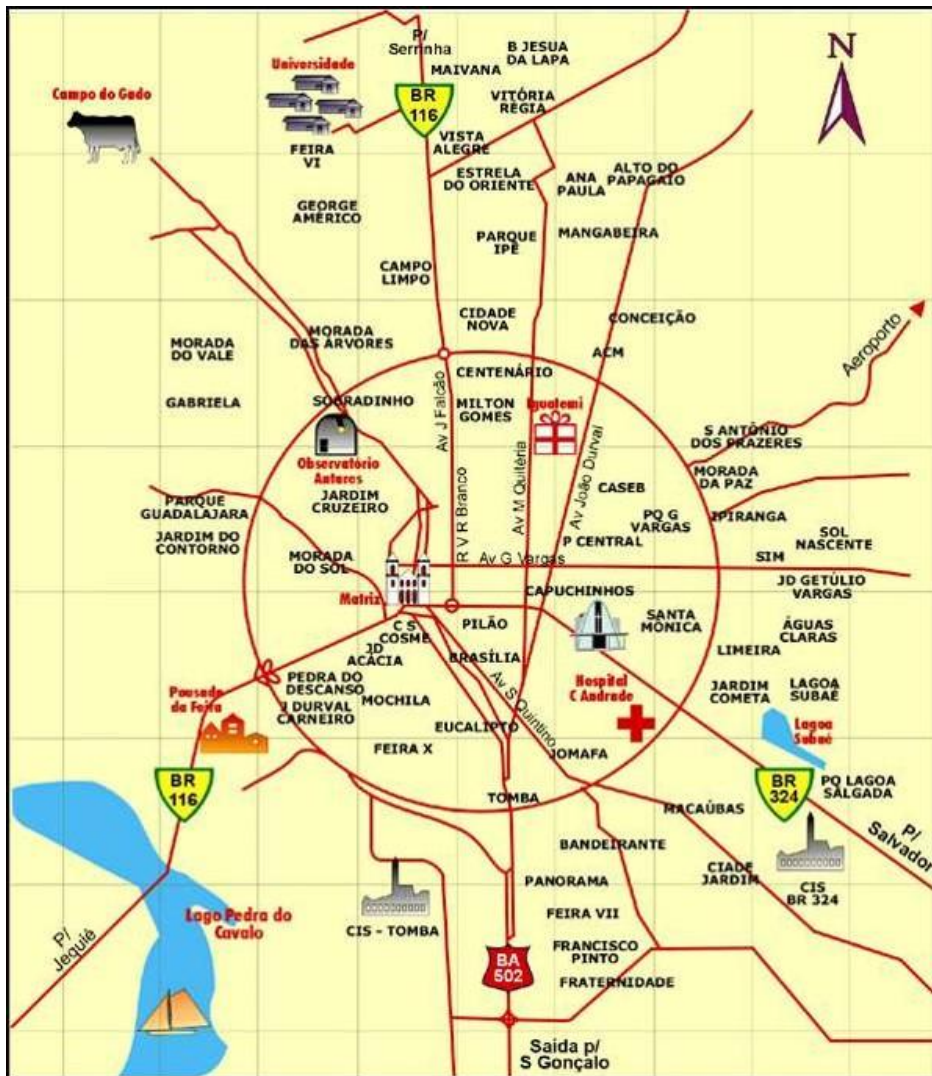 P/
Serrinha
B JESUA
DA LAPA
N
Universidade
MAIVANA
Campo do Gado
BR
116
VITÓRIA
RÉGIA
FEIRA
VI
VISTA
ALEGRE
ESTRELA
DO ORIENTE
ANA
PAULA
ALTO DO
PAPAGAIO
GEORGE
AMÉRICO
PARQUE
IPÊ
MANGABEIRA
CAMPO
LIMPO
CIDADE
NOVA
CONCEIÇÃO
MORADA
DO VALE
MORADA
DAS ÁRVORES
ACM
Aeroporto
CENTENÁRIO
GABRIELA
SOBRADINHO
Av J Falcão
MILTON
GOMES
Iguatemi
S ANTÔNIO
DOS PRAZERES
Observatório
Antares
Av João Durval
MORADA
DA PAZ
PARQUE
GUADALAJARA
JARDIM
CRUZEIRO
R V R Branco
Av M Quitéria
CASEB
PQ G
VARGAS
IPIRANGA
JARDIM DO
CONTORNO
P CENTRAL
SOL
NASCENTE
MORADA
DO SOL
Av G Vargas
SIM
JD GETÚLIO
VARGAS
Matriz
CAPUCHINHOS
C S
COSME
PILÃO
SANTA
MÔNICA
ÁGUAS
CLARAS
JD
ACÁCIA
BRASÍLIA
LIMEIRA
PEDRA DO
DESCANSO
Av S Quintino
Hospital
C Andrade
JARDIM
COMETA
LAGOA
SUBAÉ
Pousada
da Feira
J DURVAL
CARNEIRO
MOCHILA
EUCALIPTO
Lagoa
Subaé
FEIRA X
JOMAFA
BR
116
TOMBA
BR
324
PQ LAGOA
SALGADA
MACAÚBAS
P/
Salvador
BANDEIRANTE
CIADE
JARDIM
PANORAMA
CIS
BR 324
Lago Pedra do
Cavalo
FEIRA VII
CIS - TOMBA
P/
Jequié
FRANCISCO
PINTO
BA
502
FRATERNIDADE
Saída p/
S Gonçalo